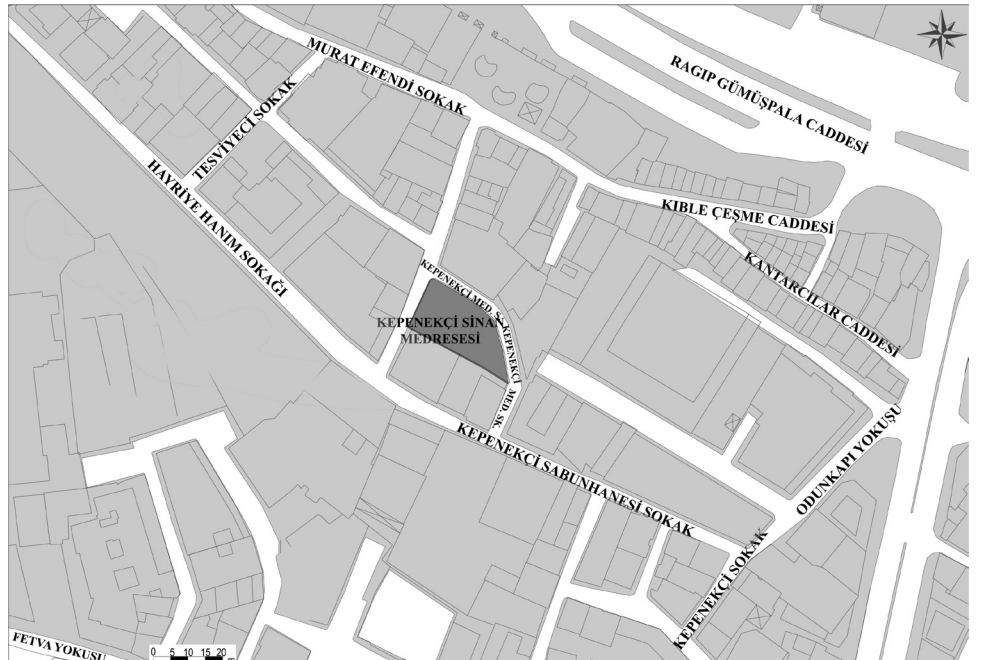 MURAT EFENDİ SOKAK
RAGIP GÜMÜŞPALA CADDESİ
TESVİYECİ SOKAK
HAYRİYE HANIM SOKAĞI
KIBLE ÇEŞME CADDESİ
KANTARCILAR CADDESİ
KEPENEKÇİ MED. S.
KEPENEKÇİ SİNAN
MEDRESESİ
KEPENEKÇİ MED. SK.
KEPENEKÇİ SABUNHANESİ SOKAK
ODUNKAPI YOKUŞU
KEPENEKÇİ SOKAK
FETVA YOKUŞU
0 5 10 15 20
m